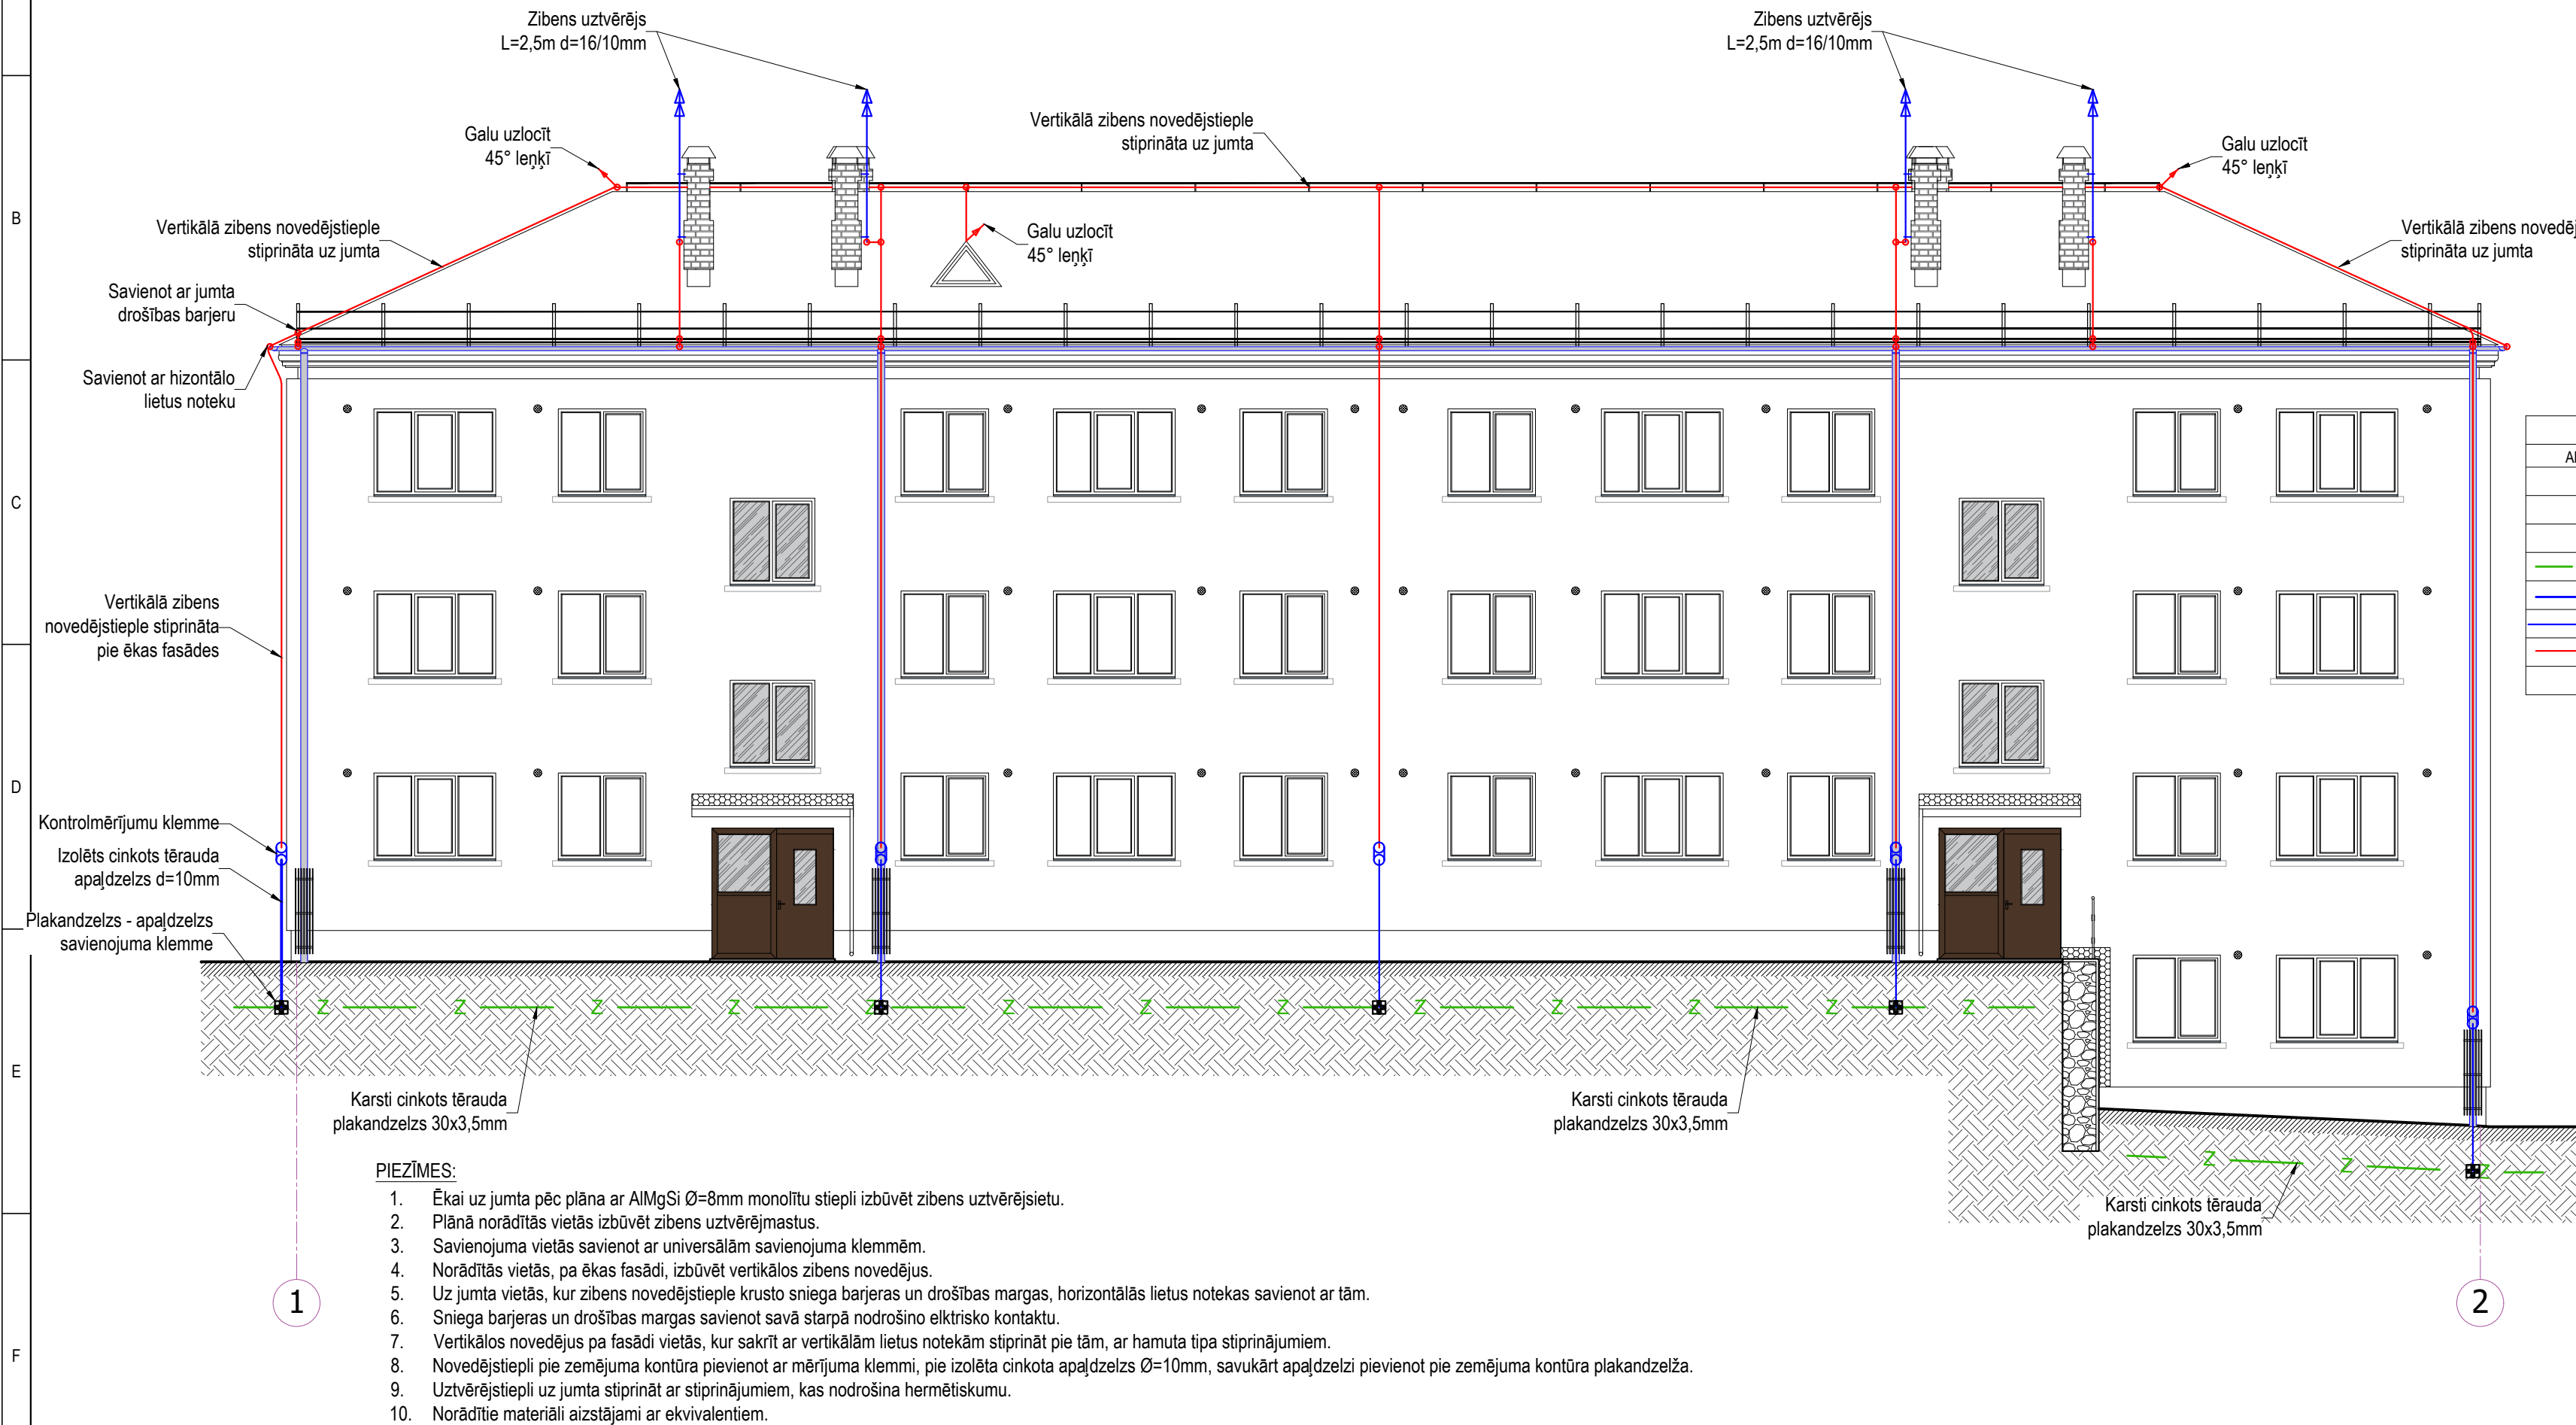 Zibens uztvērējs
L=2,5m d=16/10mm
Zibens uztvērējs
L=2,5m d=16/10mm
Galu uzlocīt
45° leņķī
Vertikālā zibens novedējstieple
stiprināta uz jumta
Galu uzlocīt
45° leņķī
B
Vertikālā zibens novedējstieple
stiprināta uz jumta
Galu uzlocīt
45° leņķī
Vertikālā zibens novedēj
stiprināta uz jumta
Savienot ar jumta
drošības barjeru
Savienot ar hizontālo
lietus noteku
C
Vertikālā zibens
novedējstieple stiprināta
pie ēkas fasādes
D
Kontrolmērījumu klemme
Izolēts cinkots tērauda
apaļdzelzs d=10mm
Plakandzelzs - apaļdzelzs
savienojuma klemme
Z Z Z Z Z Z Z Z Z Z Z Z Z
E
Karsti cinkots tērauda
plakandzelzs 30x3,5mm
Karsti cinkots tērauda
plakandzelzs 30x3,5mm
Z Z Z
Karsti cinkots tērauda
plakandzelzs 30x3,5mm
PIEZĪMES:
1. Ēkai uz jumta pēc plāna ar AlMgSi Ø=8mm monolītu stiepli izbūvēt zibens uztvērējsietu.
2. Plānā norādītās vietās izbūvēt zibens uztvērējmastus.
3. Savienojuma vietās savienot ar universālām savienojuma klemmēm.
4. Norādītās vietās, pa ēkas fasādi, izbūvēt vertikālos zibens novedējus.
5. Uz jumta vietās, kur zibens novedējstieple krusto sniega barjeras un drošības margas, horizontālās lietus notekas savienot ar tām.
6. Sniega barjeras un drošības margas savienot savā starpā nodrošino elktrisko kontaktu.
7. Vertikālos novedējus pa fasādi vietās, kur sakrīt ar vertikālām lietus notekām stiprināt pie tām, ar hamuta tipa stiprinājumiem.
8. Novedējstiepli pie zemējuma kontūra pievienot ar mērījuma klemmi, pie izolēta cinkota apaļdzelzs Ø=10mm, savukārt apaļdzelzi pievienot pie zemējuma kontūra plakandzelža.
9. Uztvērējstiepli uz jumta stiprināt ar stiprinājumiem, kas nodrošina hermētiskumu.
10. Norādītie materiāli aizstājami ar ekvivalentiem.
1
2
F